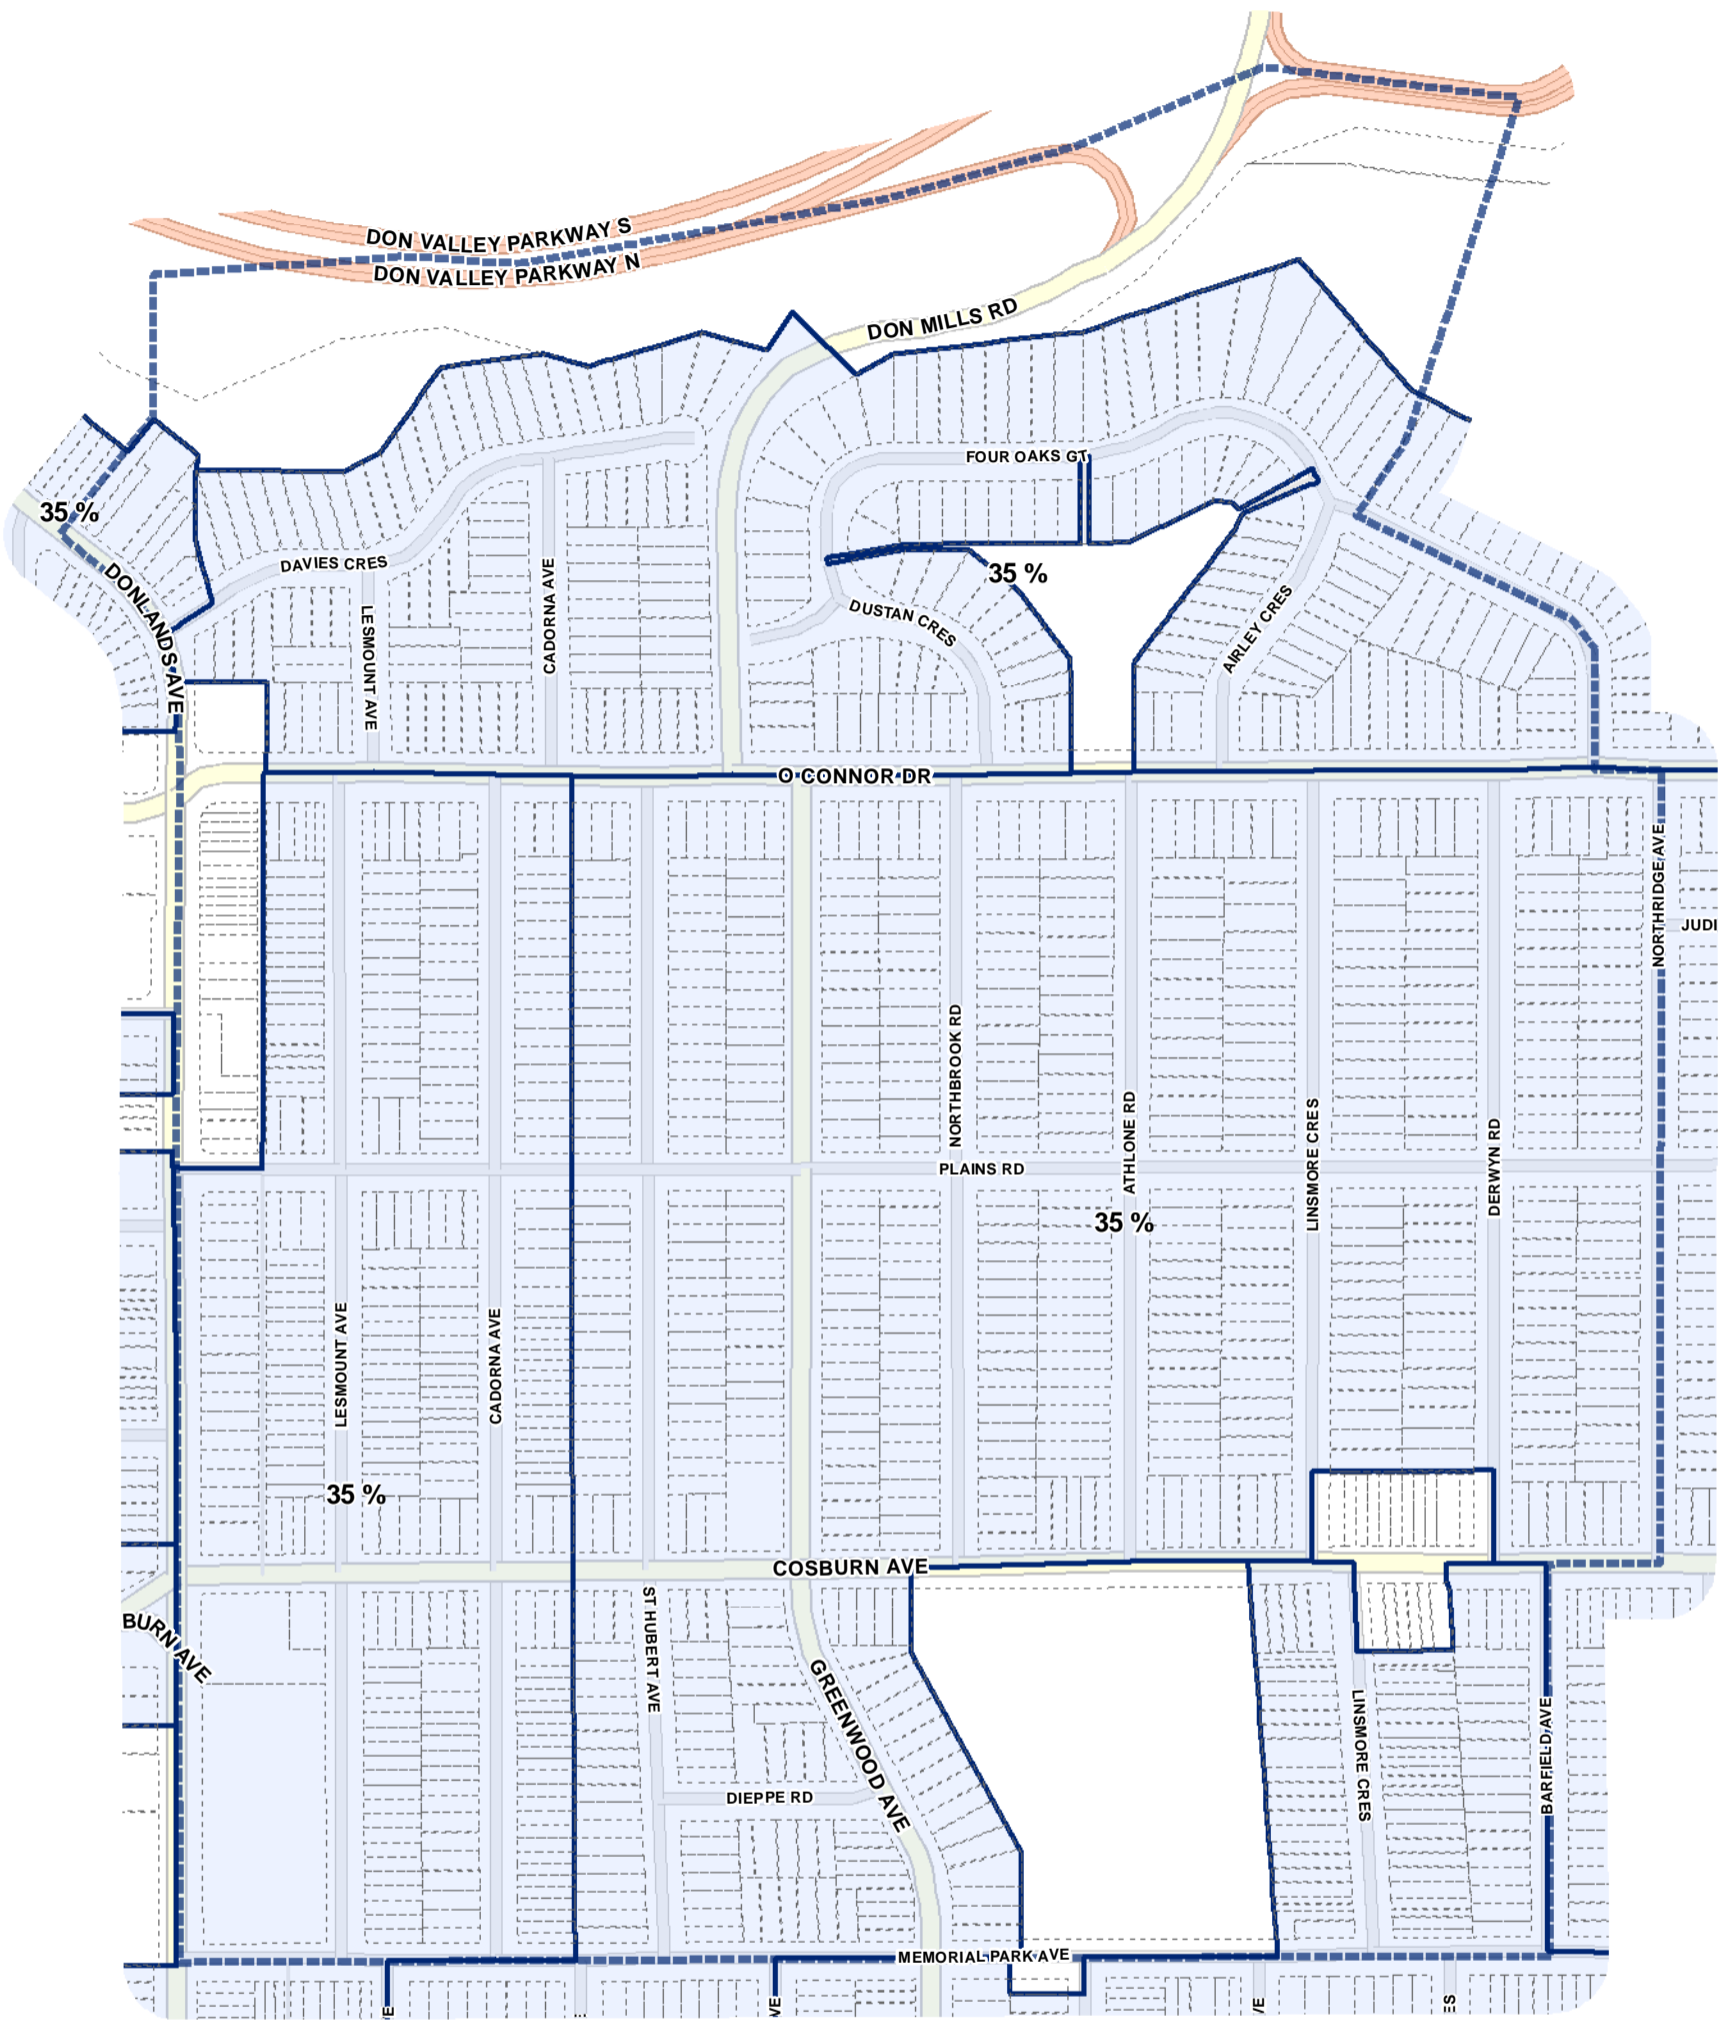 DON VALLEY PARKWAY S
DON VALLEY PARKWAY N
DON MILLS RD
FOUR OAKS GT
35 %
DAVIES CRES
35 %
DONLANDS AVE
LESMOUNT AVE
CADORNA AVE
DUSTAN CRES
AIRLEY CRES
O CONNOR DR
NORTHRIDGE AVE
JUDI
NORTHBROOK RD
ATHLONE RD
LINSMORE CRES
DERWYN RD
PLAINS RD
35 %
LESMOUNT AVE
CADORNA AVE
35 %
COSBURN AVE
BURN AVE
ST HUBERT AVE
GREENWOOD AVE
LINSMORE CRES
BARFIELD AVE
DIEPPE RD
MEMORIAL PARK AVE
E
VE
VE
ES